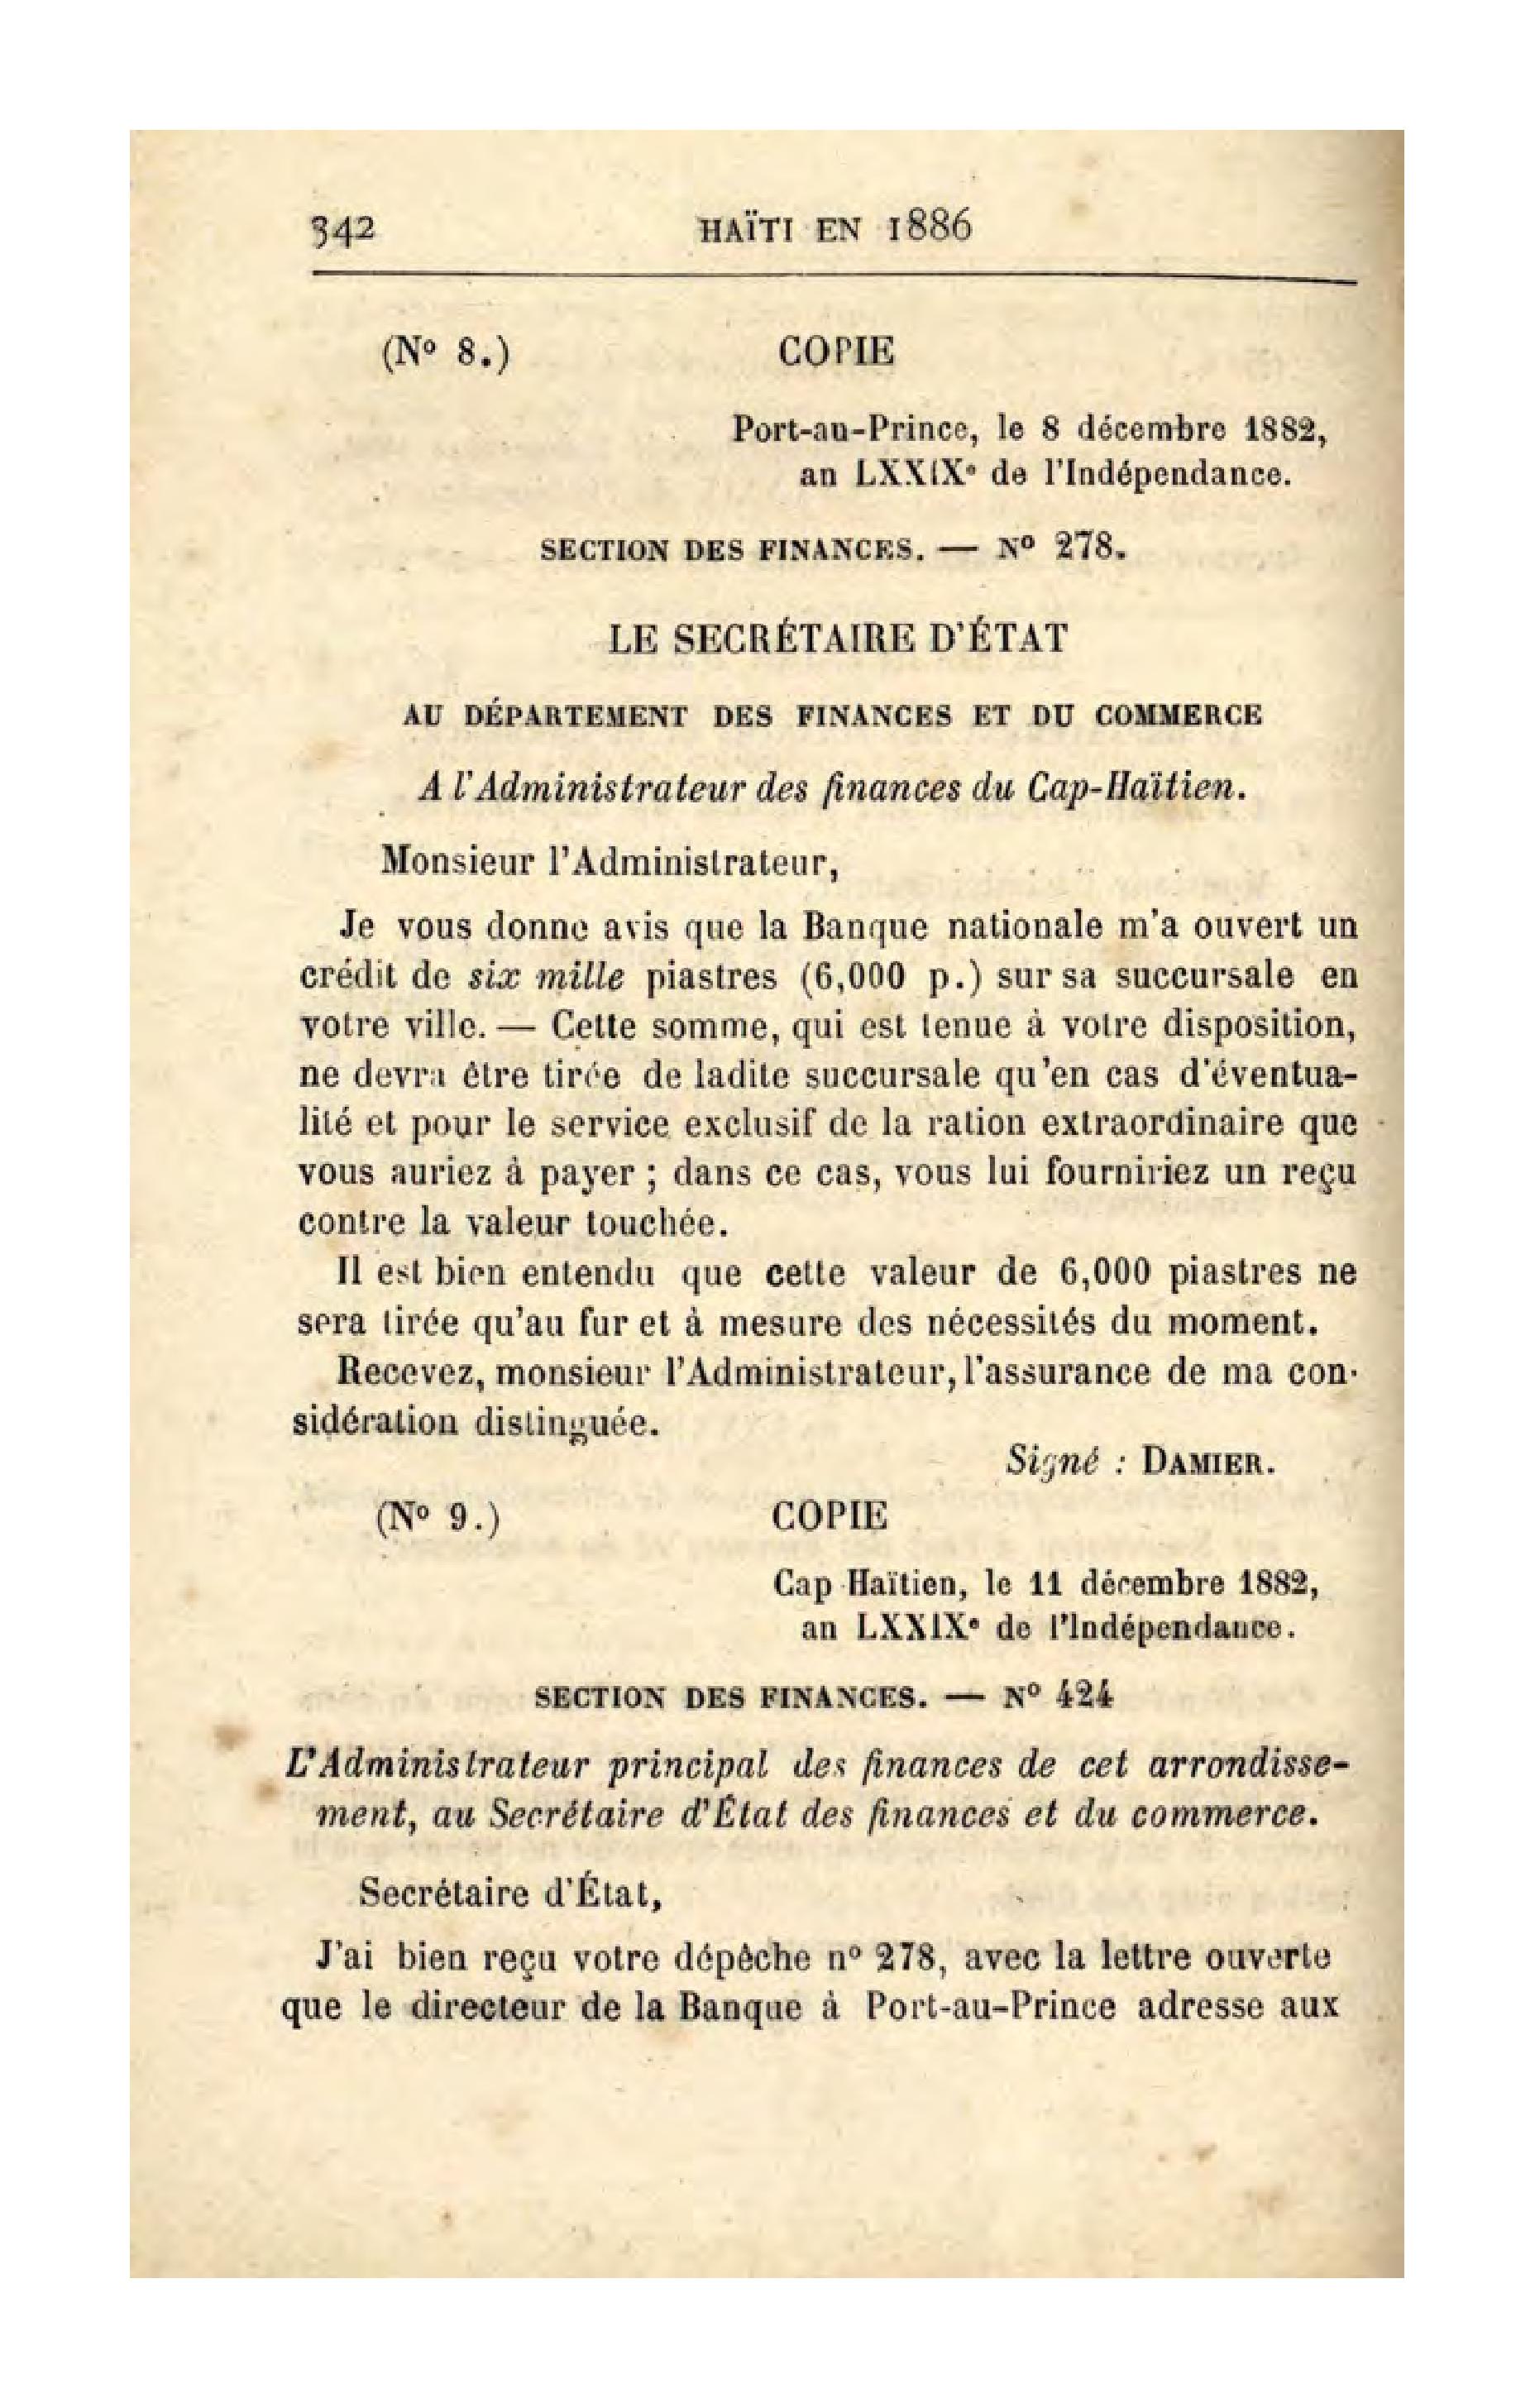 342 HAÏTI EN 1886
(Nº 8.) COPIE
Port-au-Prince, le 8 décembre 1882,
an LXXIXe de l'Indépendance.
SECTION DES FINANCES. — Nº 278.
LE SECRÉTAIRE D'ÉTAT
AU DÉPARTEMENT DES FINANCES ET DU COMMERCE
A l'Administrateur des finances du Cap-Haïtien.
Monsieur l'Administrateur,
Je vous donne avis que la Banque nationale m'a ouvert un
crédit de six mille piastres (6,000 p.) sur sa succursale en
votre ville. — Cette somme, qui est tenue à votre disposition,
ne devra être tirée de ladite succursale qu'en cas d'éventua-
lité et pour le service exclusif de la ration extraordinaire que
vous auriez à payer ; dans ce cas, vous lui fourniriez un reçu
contre la valeur touchée.
Il est bien entendu que cette valeur de 6,000 piastres ne
sera tirée qu'au fur et à mesure des nécessités du moment.
Recevez, monsieur l'Administrateur, l'assurance de ma con-
sidération distinguée.
Signé : DAMIER.
(Nº 9.) COPIE
Cap Haïtien, le 11 décembre 1882,
an LXXIXe de l'Indépendance.
SECTION DES FINANCES. — Nº 424
L'Administrateur principal des finances de cet arrondisse-
ment, au Secrétaire d'État des finances et du commerce.
Secrétaire d'État,
J'ai bien reçu votre dépêche nº 278, avec la lettre ouverte
que le directeur de la Banque à Port-au-Prince adresse aux